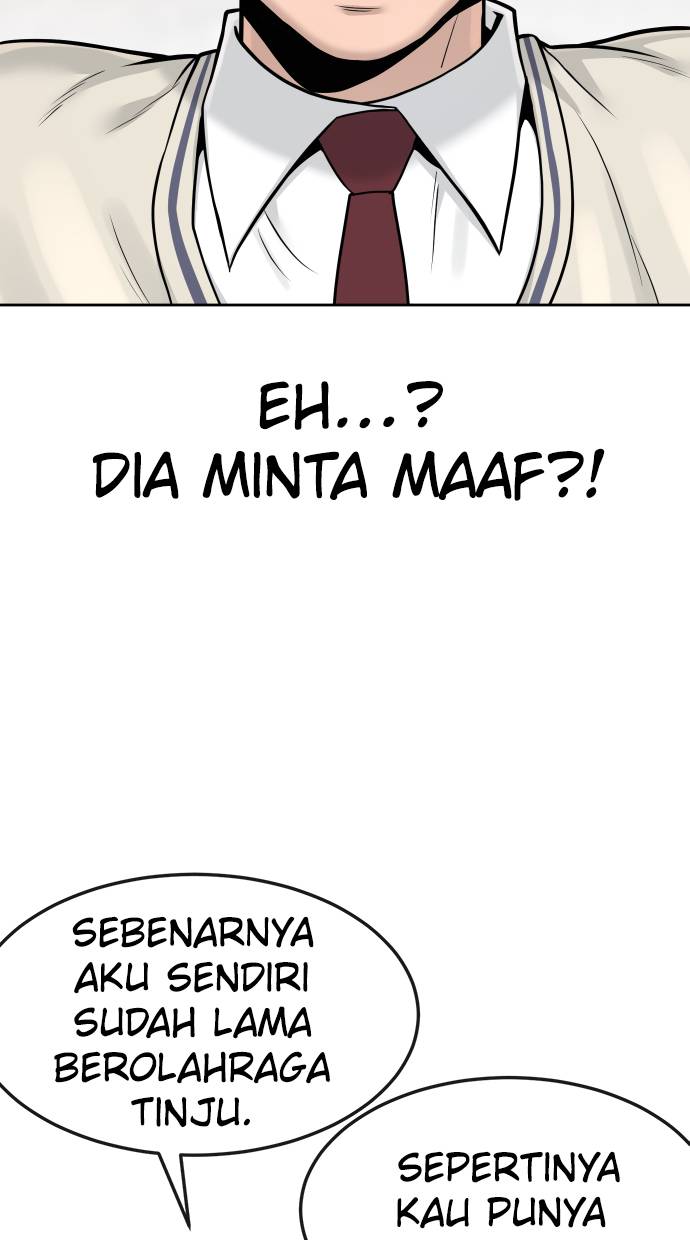 EH...?
DIA MINTA MAAF?!
SEBENARNYA
AKU SENDIRI
SUDAH LAMA
BEROLAHRAGA
TINJU.
SEPERTINYA
KAU PUNYA